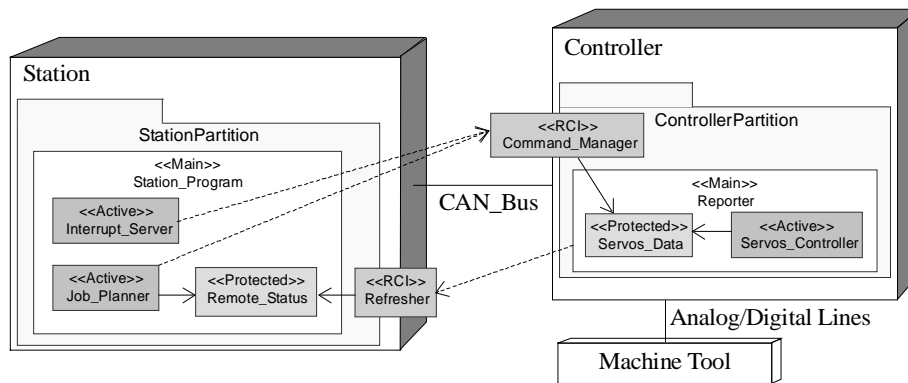 Station
StationPartition
<<Main>>
Station_Program
<<Active>>
Interrupt_Server
<<Active>>
Job_Planner
<<Protected>>
Remote_Status
<<RCI>>
Refresher
CAN_Bus
Controller
<<RCI>>
Command_Manager
ControllerPartition
<<Main>>
Reporter
<<Protected>>
Servos_Data
<<Active>>
Servos_Controller
Analog/Digital Lines
Machine Tool